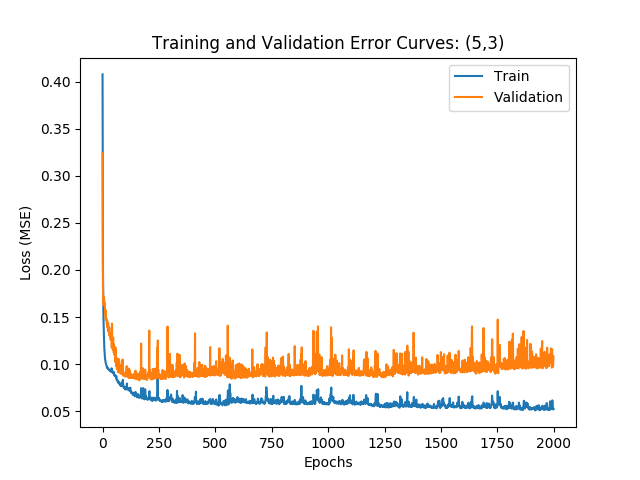 Training and Validation Error Curves: (5,3)
Train
Validation
0.40
0.35
0.30
0.25
0.20
0.15
0.10
0.05
Loss (MSE)
0 250 500 750 1000 1250 1500 1750 2000
Epochs